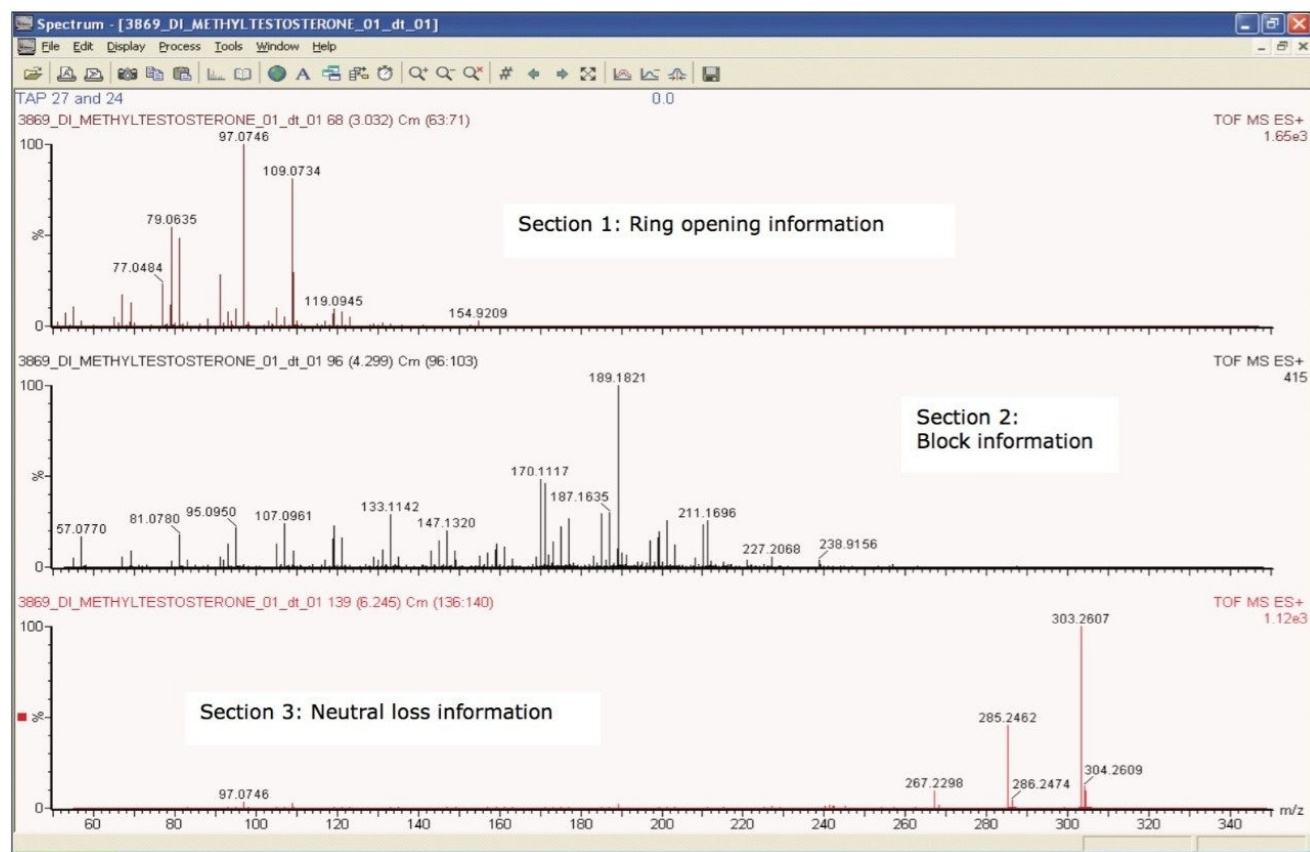 Spectrum - [3869_DI_METHYLTESTOSTERONE_01_dt_01]
File Edit Display Process Tools Window Help
TAP 27 and 24 0.0
3869_DI_METHYLTESTOSTERONE_01_dt_01 68 (3.032) Cm (63:71) TOF MS ES+
1.65e3
97.0746
100
109.0734
79.0635
Section 1: Ring opening information
%
77.0484
119.0945
154.9209
0
3869_DI_METHYLTESTOSTERONE_01_dt_01 96 (4.299) Cm (96:103) TOF MS ES+
415
189.1821
100
Section 2:
Block information
170.1117
%
187.1635
133.1142
211.1696
95.0950
107.0961
81.0780
147.1320
57.0770
227.2068
238.9156
0
3869_DI_METHYLTESTOSTERONE_01_dt_01 139 (6.245) Cm (136:140) TOF MS ES+
1.12e3
303.2607
100
Section 3: Neutral loss information
%
285.2462
267.2298
286.2474
304.2609
97.0746
0
m/z
60 80 100 120 140 160 180 200 220 240 260 280 300 320 340